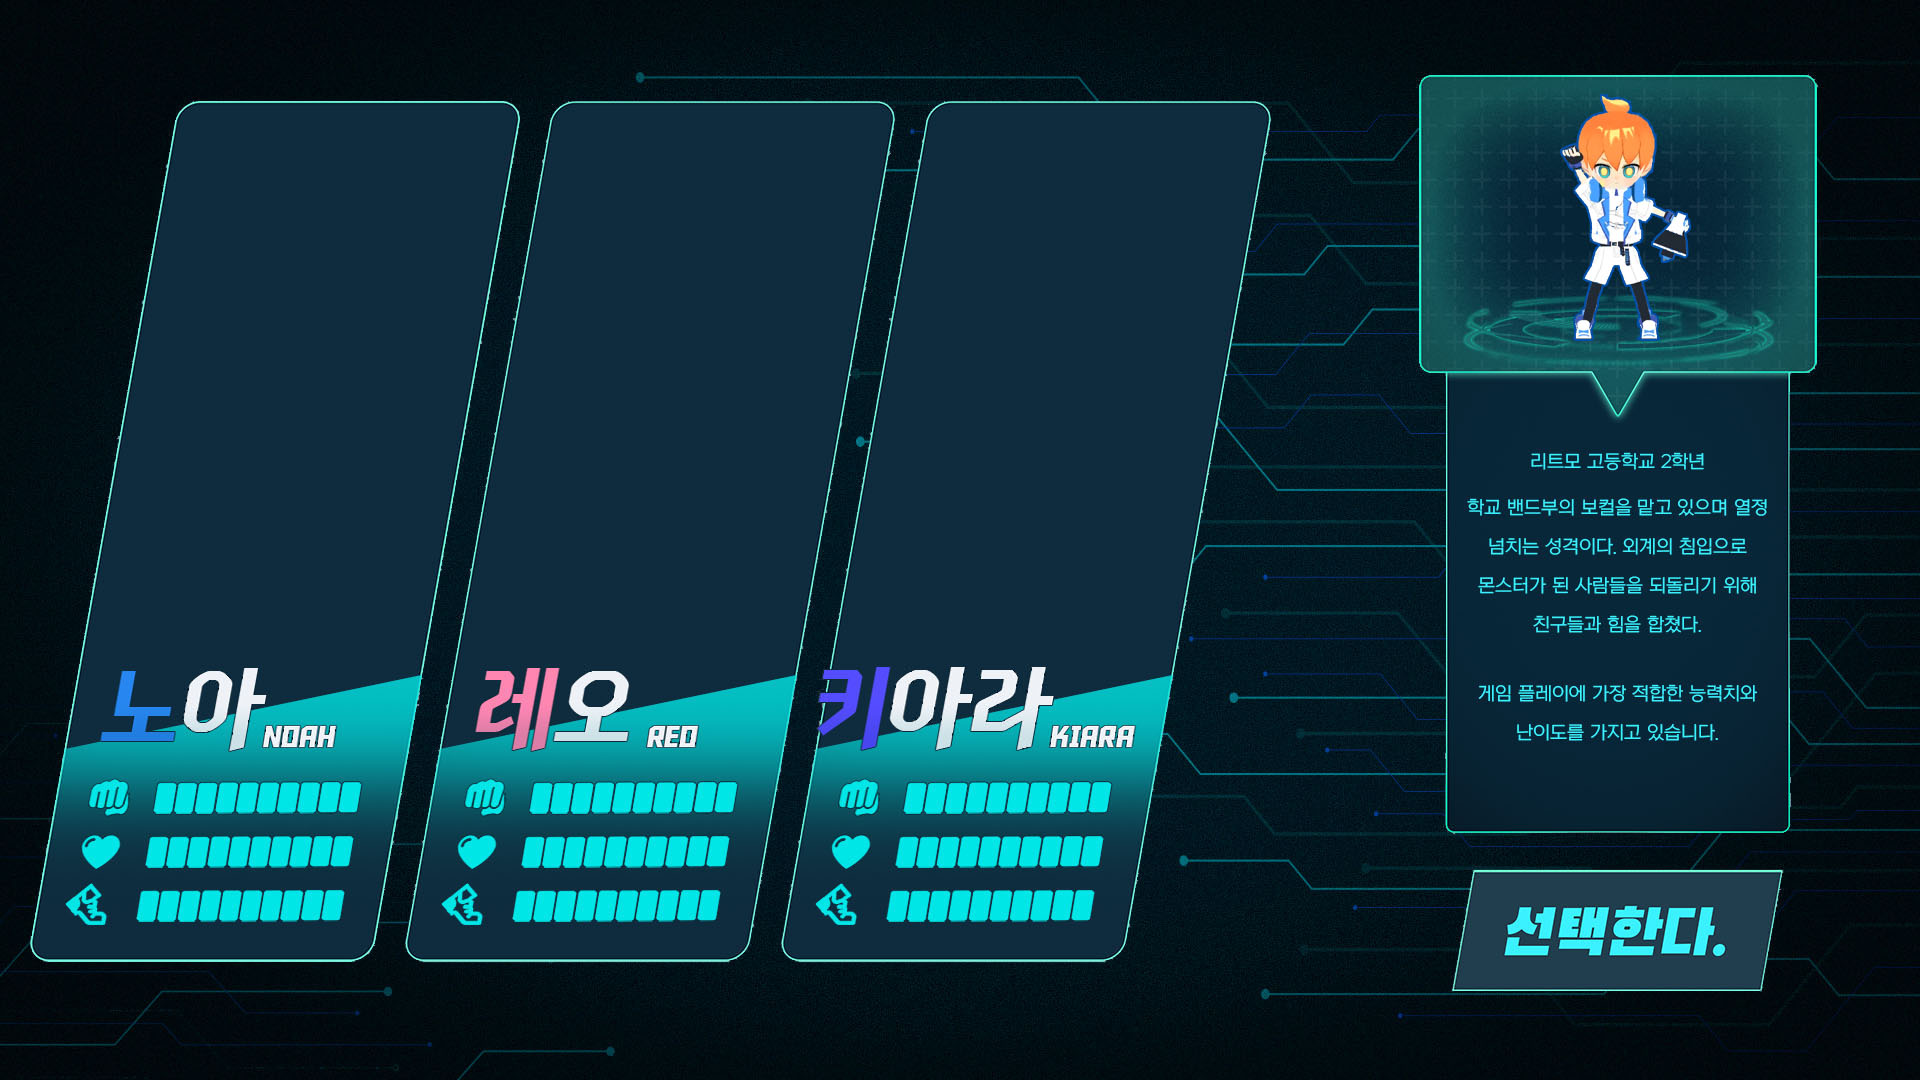 노아 NOAH
레오 REO
키아라 KIARA
리트모 고등학교 2학년
학교 밴드부의 보컬을 맡고 있으며 열정
넘치는 성격이다. 외계의 침입으로
몬스터가 된 사람들을 되돌리기 위해
친구들과 힘을 합쳤다.
게임 플레이에 가장 적합한 능력치와
난이도를 가지고 있습니다.
선택한다.